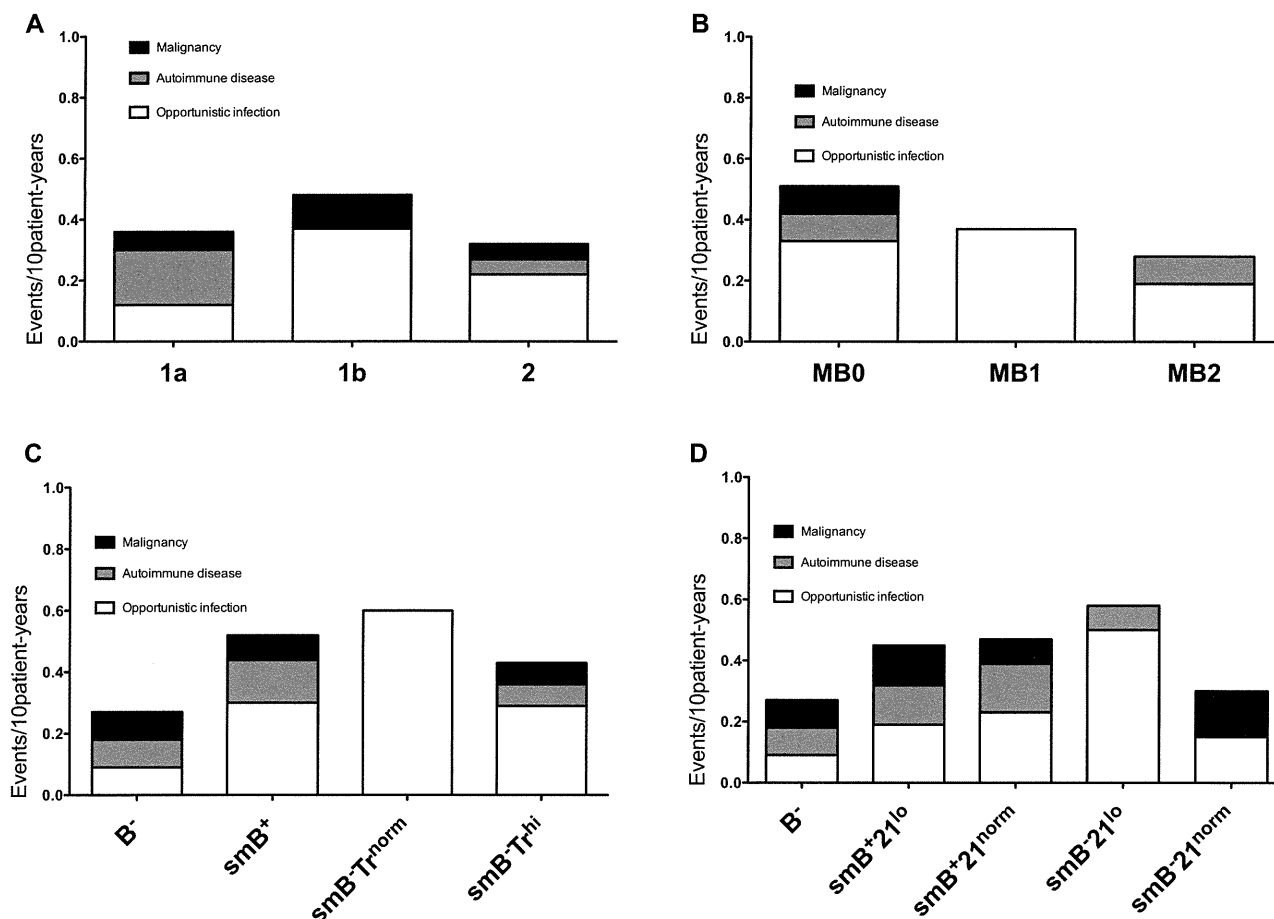 A
1.0
0.8
0.6
0.4
0.2
0.0
Events/10patient-years
Malignancy
Autoimmune disease
Opportunistic infection
1a 1b 2
B
1.0
0.8
0.6
0.4
0.2
0.0
Events/10patient-years
Malignancy
Autoimmune disease
Opportunistic infection
MB0 MB1 MB2
C
1.0
0.8
0.6
0.4
0.2
0.0
Events/10patient-years
Malignancy
Autoimmune disease
Opportunistic infection
B-
smB+
smB-Trnorm
smB-Trhi
D
1.0
0.8
0.6
0.4
0.2
0.0
Events/10patient-years
Malignancy
Autoimmune disease
Opportunistic infection
B-
smB+21lo
smB+21norm
smB-21lo
smB-21norm